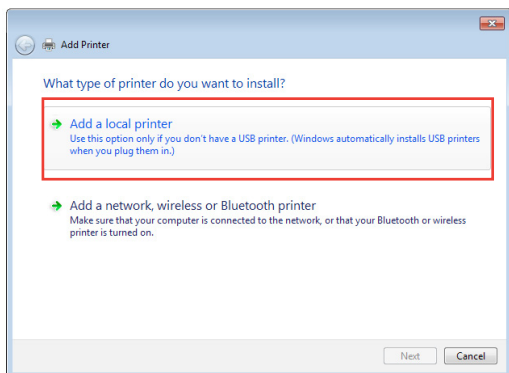 Add Printer
What type of printer do you want to install?
Add a local printer
Use this option only if you don't have a USB printer. (Windows automatically installs USB printers
when you plug them in.)
Add a network, wireless or Bluetooth printer
Make sure that your computer is connected to the network, or that your Bluetooth or wireless
printer is turned on.
Next Cancel